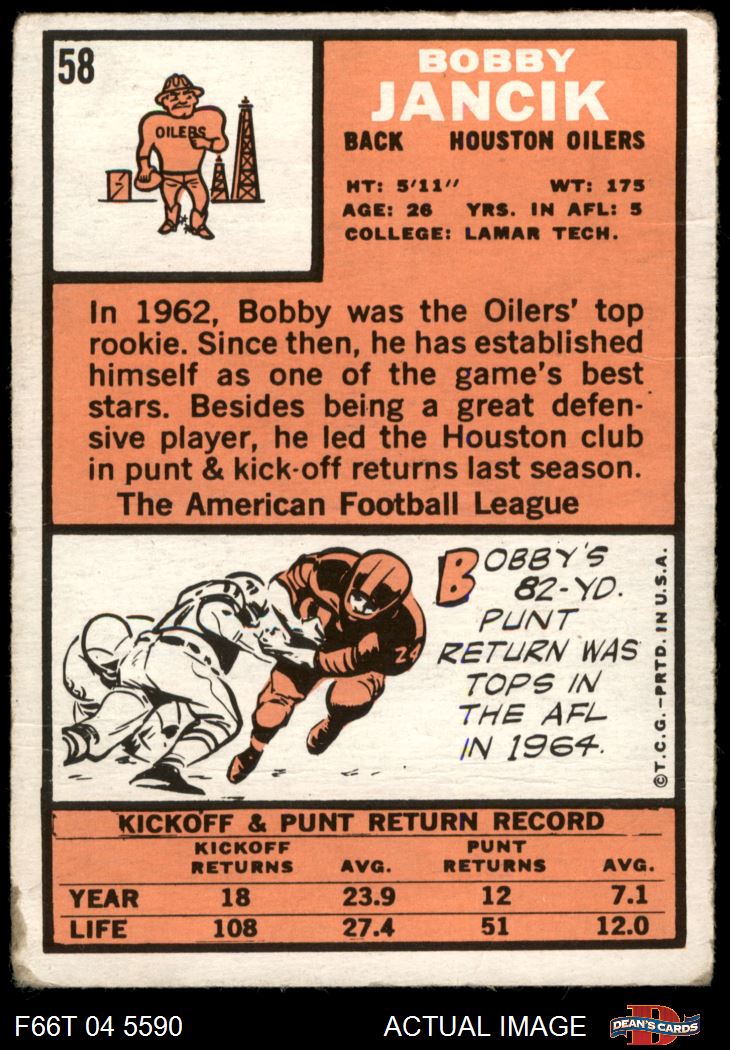 58
OILERS
BOBBY
JANCIK
BACK HOUSTON OILERS
HT: 5'11" WT: 175
AGE: 26 YRS. IN AFL: 5
COLLEGE: LAMAR TECH.
In 1962, Bobby was the Oilers' top
rookie. Since then, he has established
himself as one of the game's best
stars. Besides being a great defen-
sive player, he led the Houston club
in punt & kick-off returns last season.
The American Football League
BOBBY'S
82-YD.
PUNT
RETURN WAS
TOPS IN
THE AFL
IN 1964.
24
©T.C.G.-PRTD. IN U.S.A.
KICKOFF & PUNT RETURN RECORD
KICKOFF PUNT
RETURNS AVG. RETURNS AVG.
YEAR 18 23.9 12 7.1
LIFE 108 27.4 51 12.0
F66T 04 5590 ACTUAL IMAGE
D
DEAN'S CARDS